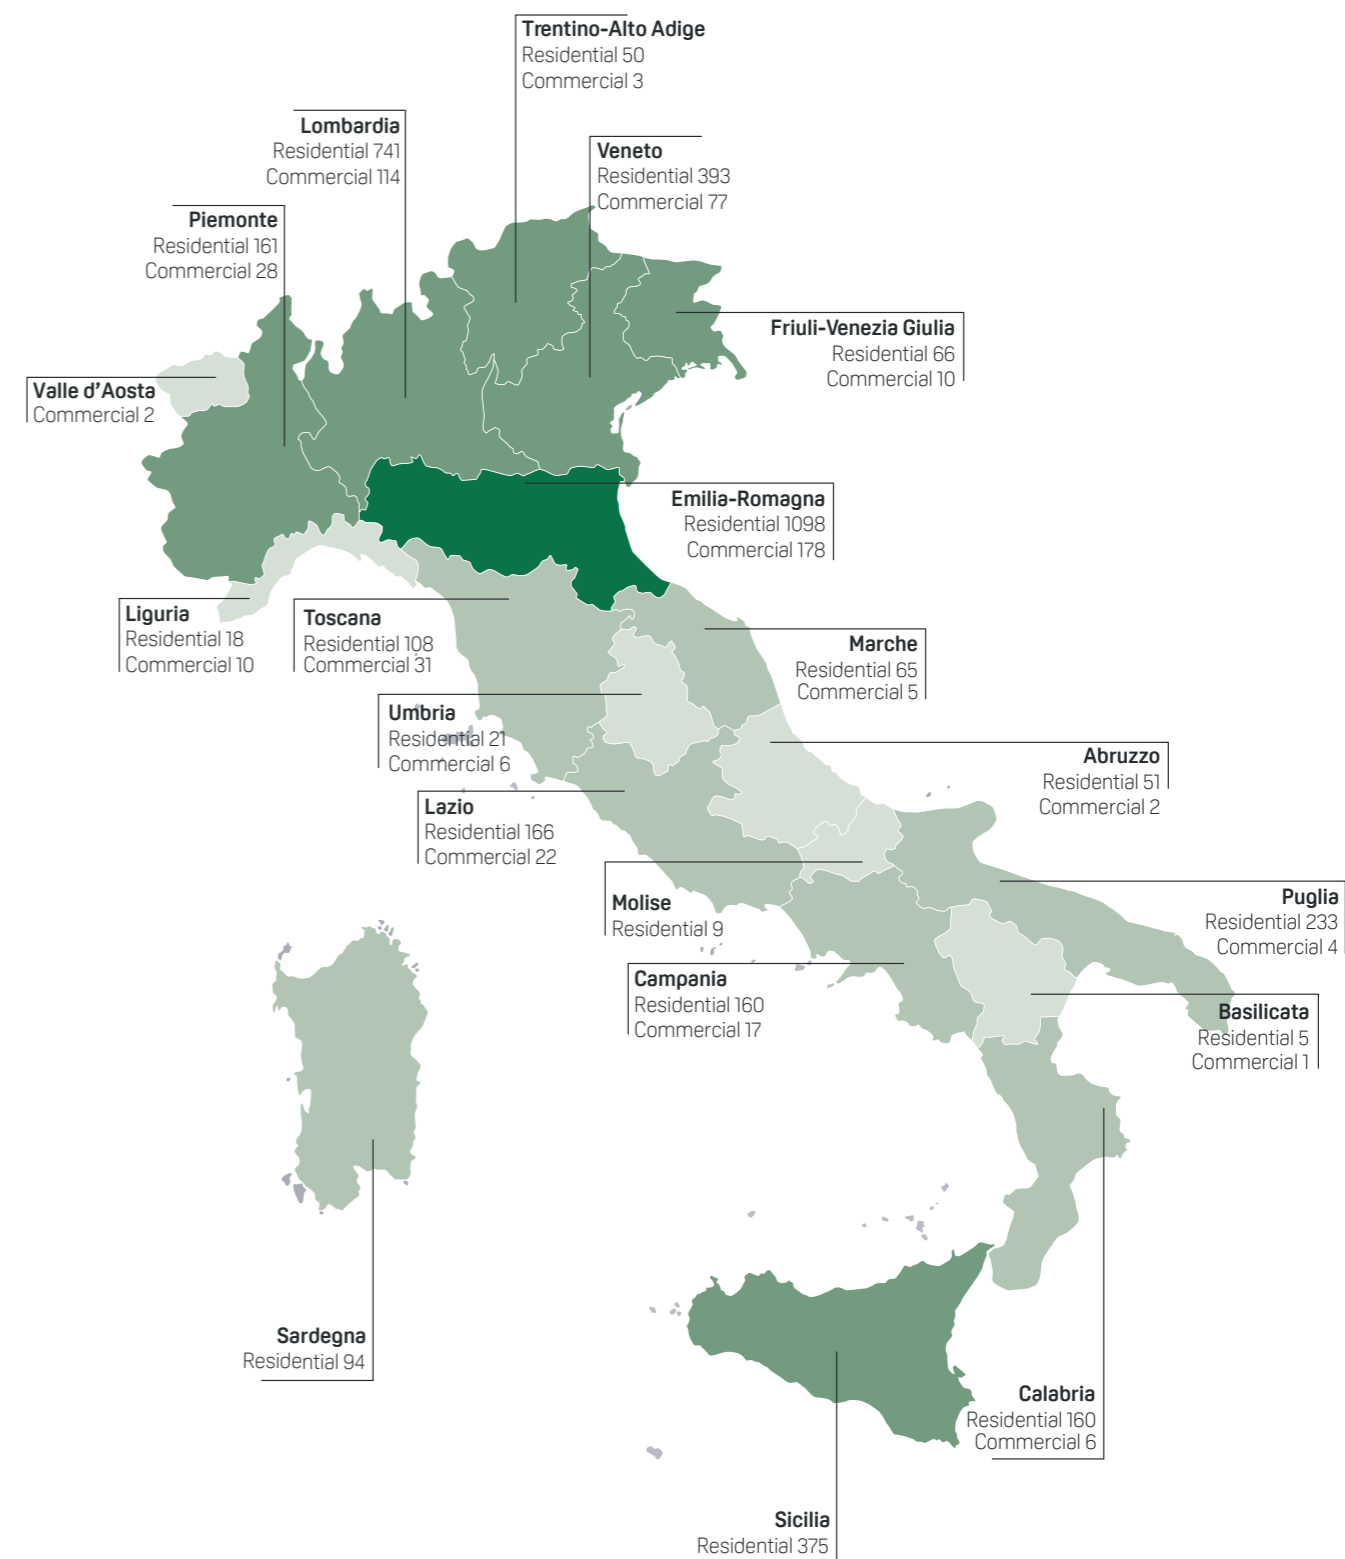 Trentino-Alto Adige
Residential 50
Commercial 3
Lombardia
Residential 741
Commercial 114
Veneto
Residential 393
Commercial 77
Piemonte
Residential 161
Commercial 28
Friuli-Venezia Giulia
Residential 66
Commercial 10
Valle d’Aosta
Commercial 2
Emilia-Romagna
Residential 1098
Commercial 178
Liguria
Residential 18
Commercial 10
Toscana
Residential 108
Commercial 31
Marche
Residential 65
Commercial 5
Umbria
Residential 21
Commercial 6
Abruzzo
Residential 51
Commercial 2
Lazio
Residential 166
Commercial 22
Molise
Residential 9
Puglia
Residential 233
Commercial 4
Campania
Residential 160
Commercial 17
Basilicata
Residential 5
Commercial 1
Sardegna
Residential 94
Calabria
Residential 160
Commercial 6
Sicilia
Residential 375